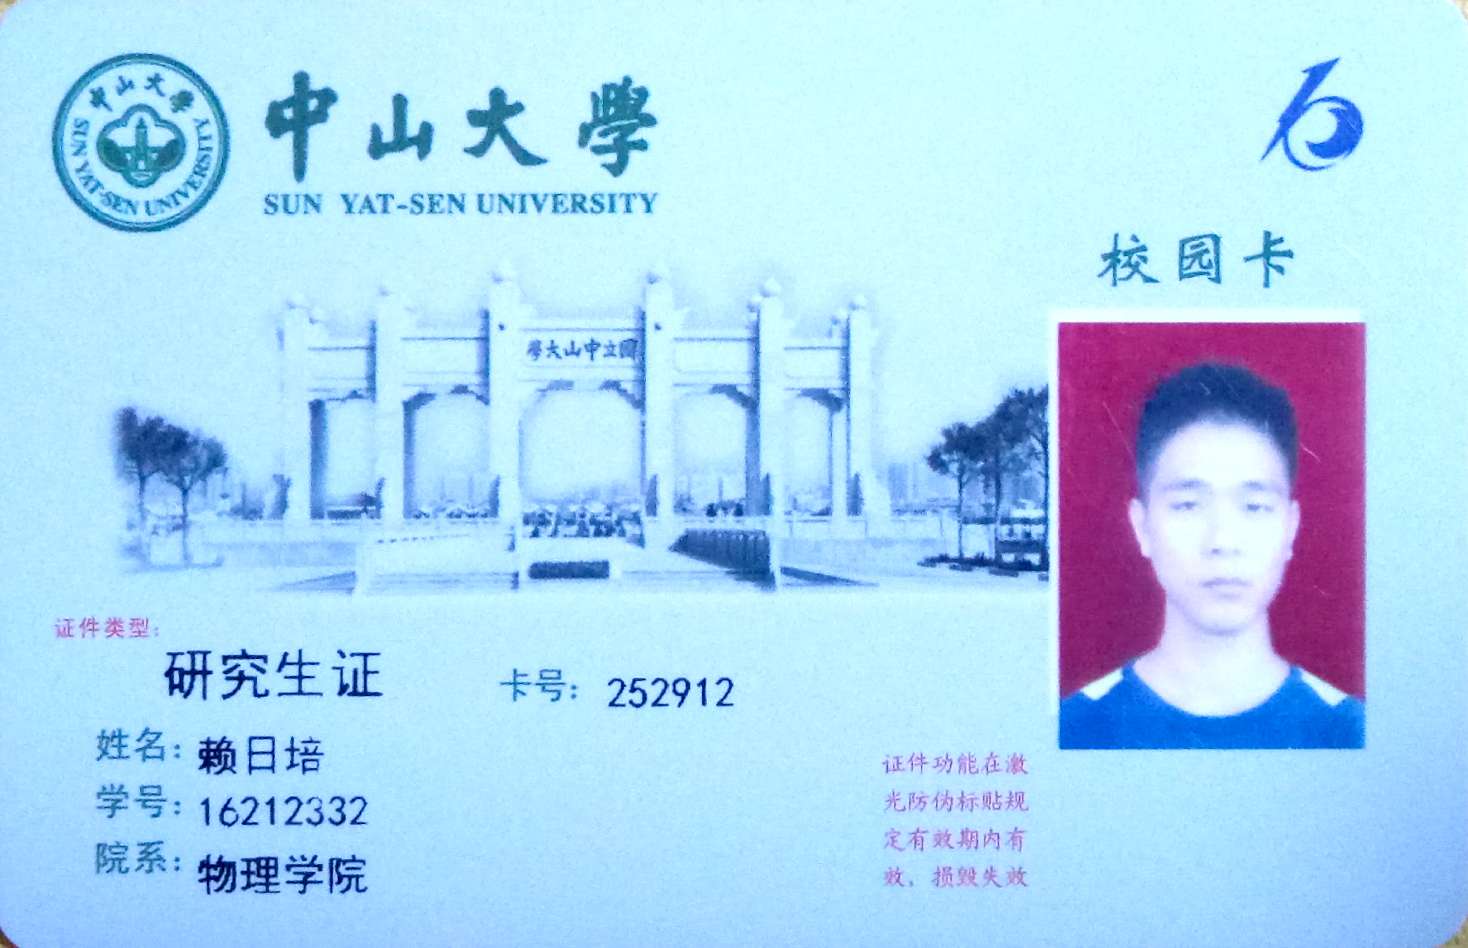 中山大學
SUN YAT-SEN UNIVERSITY
中山大學
SUN YAT-SEN UNIVERSITY
校园卡
學大山中立國
证件类型:
研究生证
卡号: 252912
姓名: 赖日培
学号: 16212332
院系: 物理学院
证件功能在激
光防伪标贴规
定有效期内有
效，损毁失效